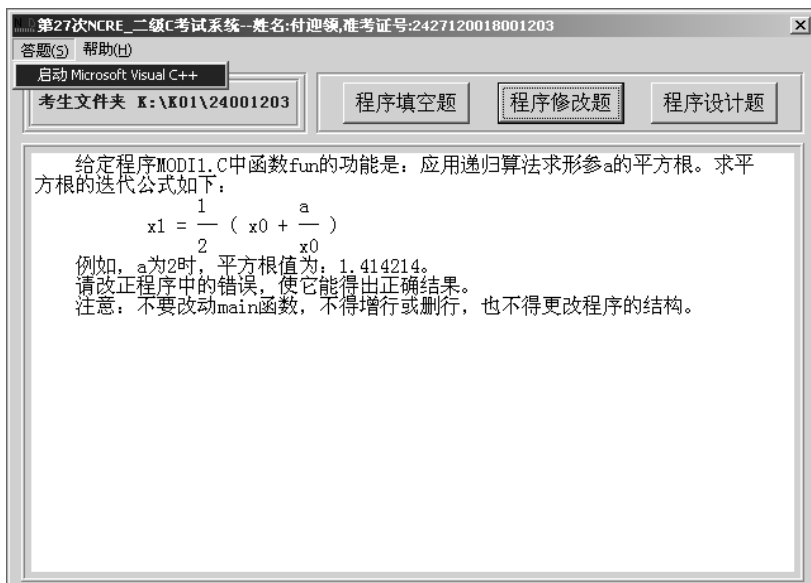 第27次NCRE_二级C考试系统--姓名:付迎领,准考证号:2427120018001203
答题(S) 帮助(H)
启动 Microsoft Visual C++
考生文件夹 K:\K01\24001203
程序填空题 程序修改题 程序设计题
给定程序MODI1.C中函数fun的功能是：应用递归算法求形参a的平方根。求平
方根的迭代公式如下：
1 a
x1 = — ( x0 + — )
2 x0
例如，a为2时，平方根值为：1.414214。
请改正程序中的错误，使它能得出正确结果。
注意：不要改动main函数，不得增行或删行，也不得更改程序的结构。